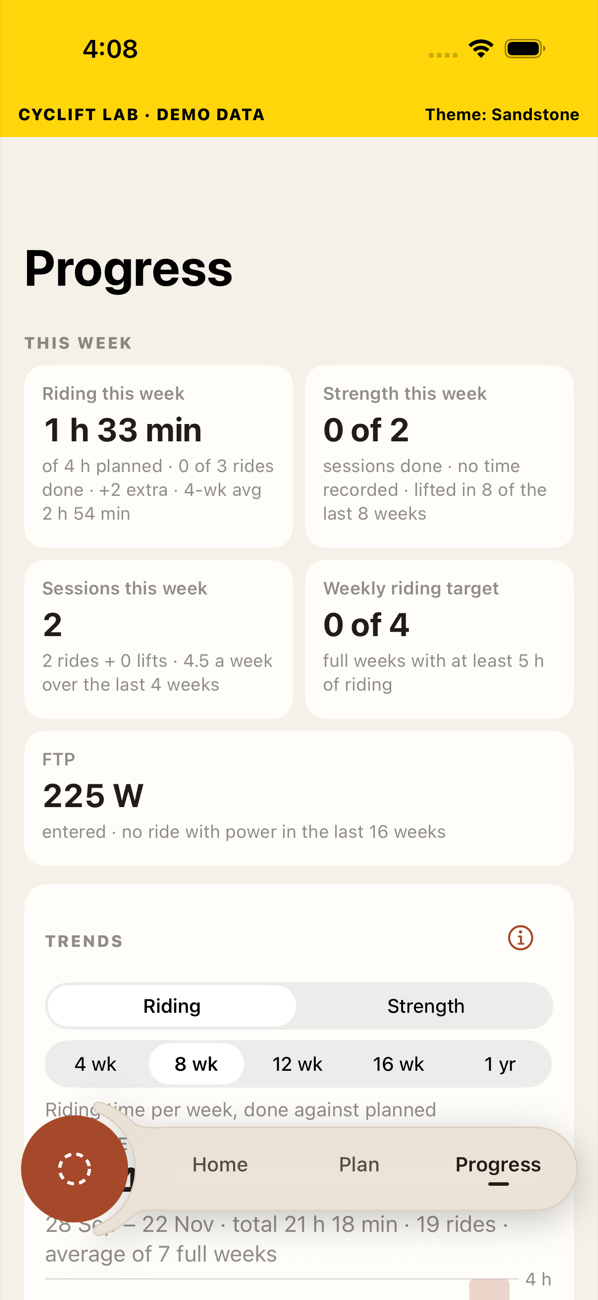 4:08
CYCLIFT LAB · DEMO DATA
Theme: Sandstone
Progress
THIS WEEK
Riding this week
1 h 33 min
of 4 h planned · 0 of 3 rides
done · +2 extra · 4-wk avg
2 h 54 min
Strength this week
0 of 2
sessions done · no time
recorded · lifted in 8 of the
last 8 weeks
Sessions this week
2
2 rides + 0 lifts · 4.5 a week
over the last 4 weeks
Weekly riding target
0 of 4
full weeks with at least 5 h
of riding
FTP
225 W
entered · no ride with power in the last 16 weeks
TRENDS
Riding
Strength
4 wk
8 wk
12 wk
16 wk
1 yr
Riding time per week, done against planned
Home
Plan
Progress
28 Sep – 22 Nov · total 21 h 18 min · 19 rides ·
average of 7 full weeks
4 h